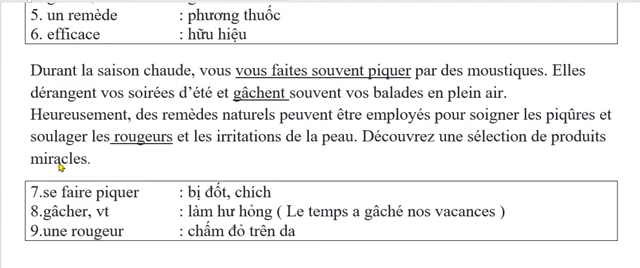 5. un remède : phương thuốc
6. efficace : hữu hiệu
Durant la saison chaude, vous vous faites souvent piquer par des moustiques. Elles
dérangent vos soirées d'été et gâchent souvent vos balades en plein air.
Heureusement, des remèdes naturels peuvent être employés pour soigner les piqûres et
soulager les rougeurs et les irritations de la peau. Découvrez une sélection de produits
miracles.
7.se faire piquer : bị đốt, chích
8.gâcher, vt : làm hư hỏng ( Le temps a gâché nos vacances )
9.une rougeur : chấm đỏ trên da